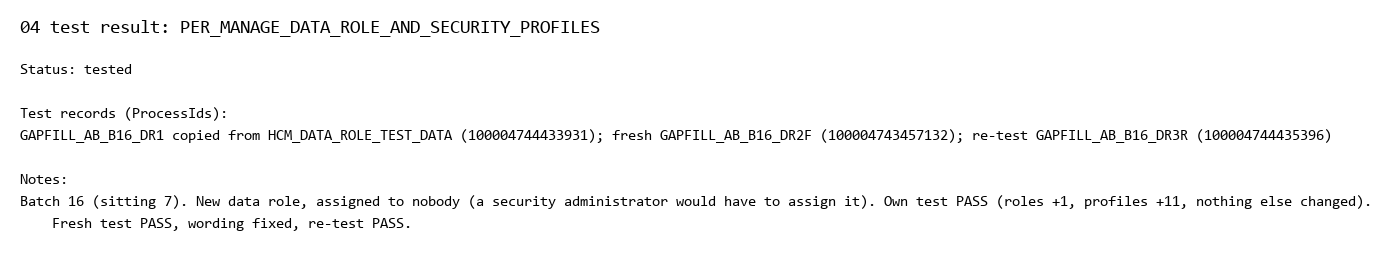 04 test result: PER_MANAGE_DATA_ROLE_AND_SECURITY_PROFILES
Status: tested
Test records (ProcessIds):
GAPFILL_AB_B16_DR1 copied from HCM_DATA_ROLE_TEST_DATA (100004744433931); fresh GAPFILL_AB_B16_DR2F (100004743457132); re-test GAPFILL_AB_B16_DR3R (100004744435396)
Notes:
Batch 16 (sitting 7). New data role, assigned to nobody (a security administrator would have to assign it). Own test PASS (roles +1, profiles +11, nothing else changed).
Fresh test PASS, wording fixed, re-test PASS.